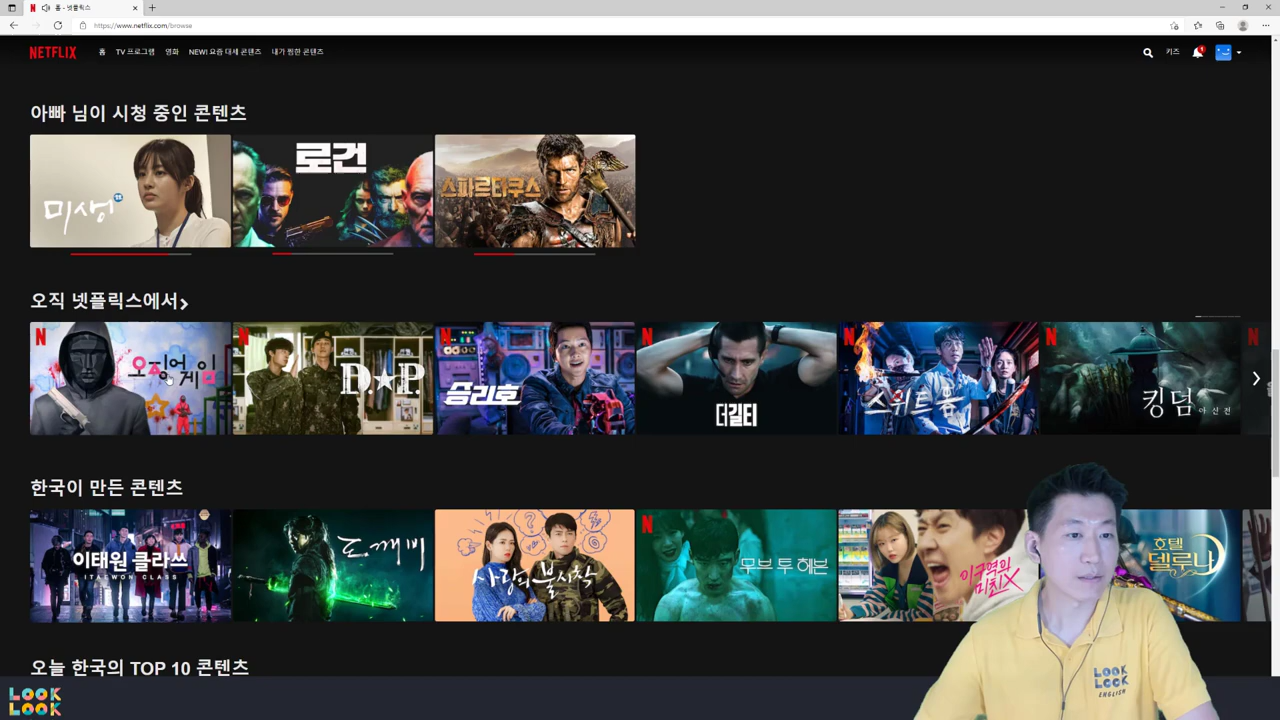 홈 - 넷플릭스
https://www.netflix.com/browse
NETFLIX 홈 TV 프로그램 영화 NEW! 요즘 대세 콘텐츠 내가 찜한 콘텐츠 키즈 1
아빠 님이 시청 중인 콘텐츠
미생
로건
스파르타쿠스
오직 넷플릭스에서
오징어 게임
D.P.
승리호
더 길티
스위트홈
킹덤 아신전
한국이 만든 콘텐츠
이태원 클라쓰
ITAEWON CLASS
도깨비
사랑의 불시착
무브 투 헤븐
이 구역의 미친 X
호텔 델루나
오늘 한국의 TOP 10 콘텐츠
LOOK
LOOK
LOOK
LOOK
ENGLISH